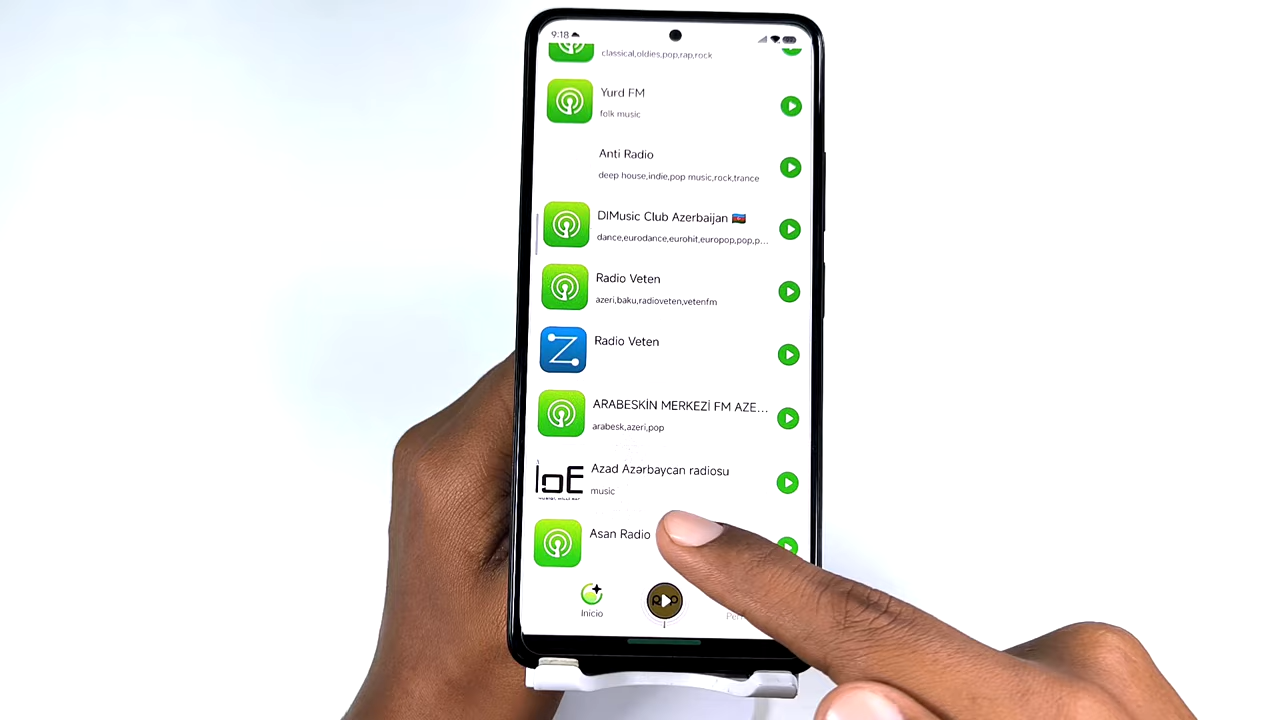 9:18
classical,oldies,pop,rap,rock
Yurd FM
folk music
Anti Radio
deep house,indie,pop music,rock,trance
DIMusic Club Azerbaijan 🇦🇿
dance,eurodance,eurohit,europop,pop,p...
Radio Veten
azeri,baku,radioveten,vetenfm
Radio Veten
ARABESKİN MERKEZİ FM AZE...
arabesk,azeri,pop
Azad Azərbaycan radiosu
music
Asan Radio
Inicio